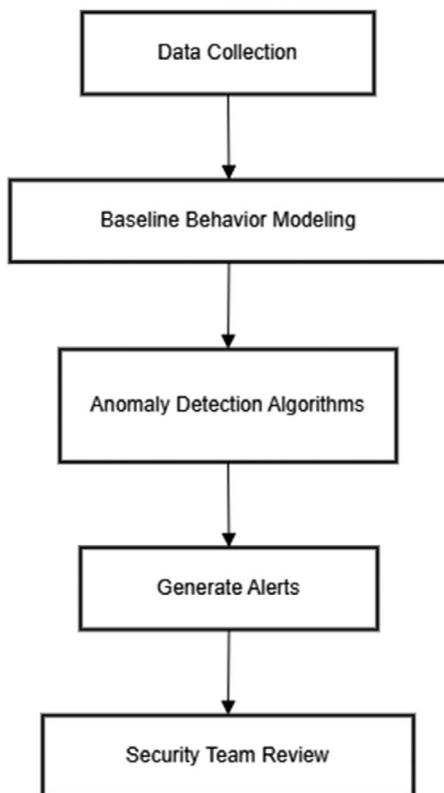 Data Collection
Baseline Behavior Modeling
Anomaly Detection Algorithms
Generate Alerts
Security Team Review